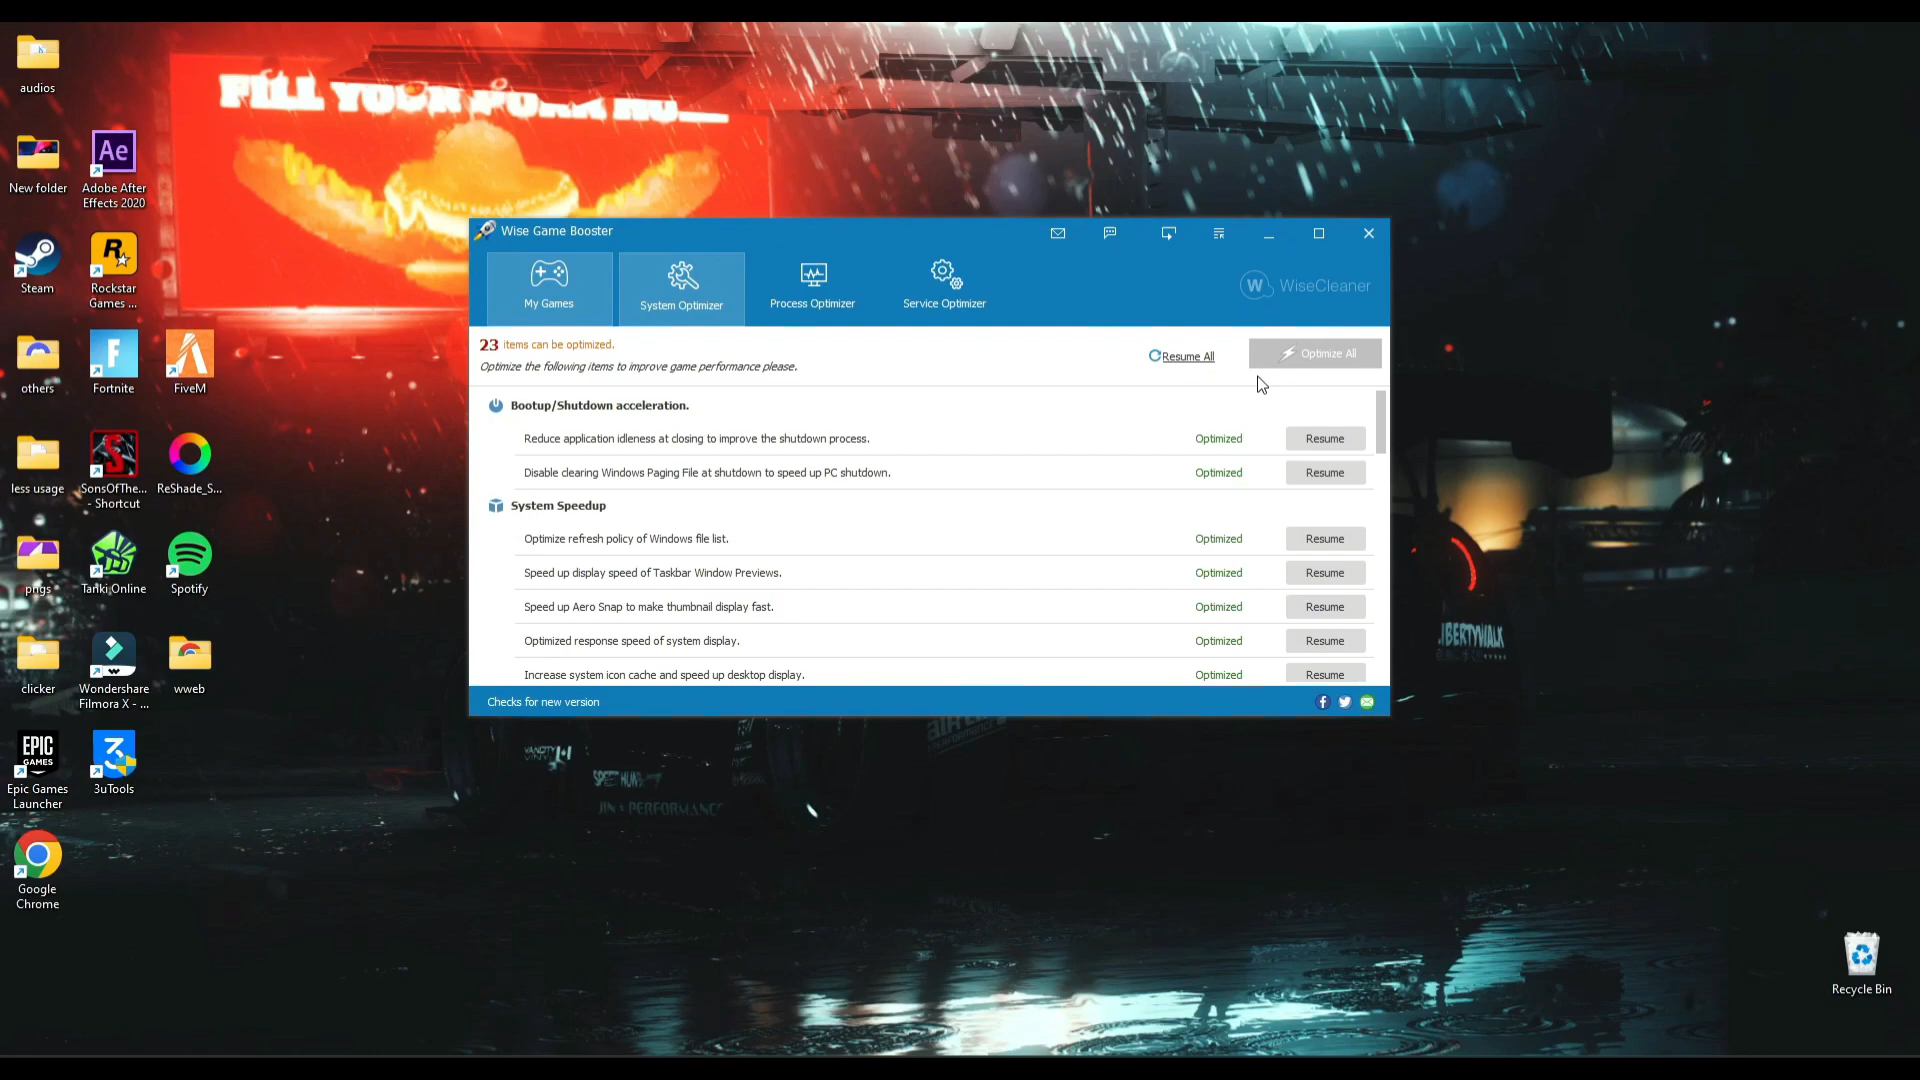 audios
New folder
Ae
Adobe After
Effects 2020
Steam
R
Rockstar
Games ...
others
F
Fortnite
FiveM
less usage
SonsOfThe...
- Shortcut
ReShade_S...
pngs
Tanki Online
Spotify
clicker
Wondershare
Filmora X - ...
wweb
EPIC
GAMES
Epic Games
Launcher
3uTools
Google
Chrome
Recycle Bin
FILL YOUR
Wise Game Booster
My Games
System Optimizer
Process Optimizer
Service Optimizer
W WiseCleaner
23 items can be optimized.
Optimize the following items to improve game performance please.
Resume All
Optimize All
Bootup/Shutdown acceleration.
Reduce application idleness at closing to improve the shutdown process. Optimized Resume
Disable clearing Windows Paging File at shutdown to speed up PC shutdown. Optimized Resume
System Speedup
Optimize refresh policy of Windows file list. Optimized Resume
Speed up display speed of Taskbar Window Previews. Optimized Resume
Speed up Aero Snap to make thumbnail display fast. Optimized Resume
Optimized response speed of system display. Optimized Resume
Increase system icon cache and speed up desktop display. Optimized Resume
Checks for new version
LIBERTYWALK
PERFORMANCE